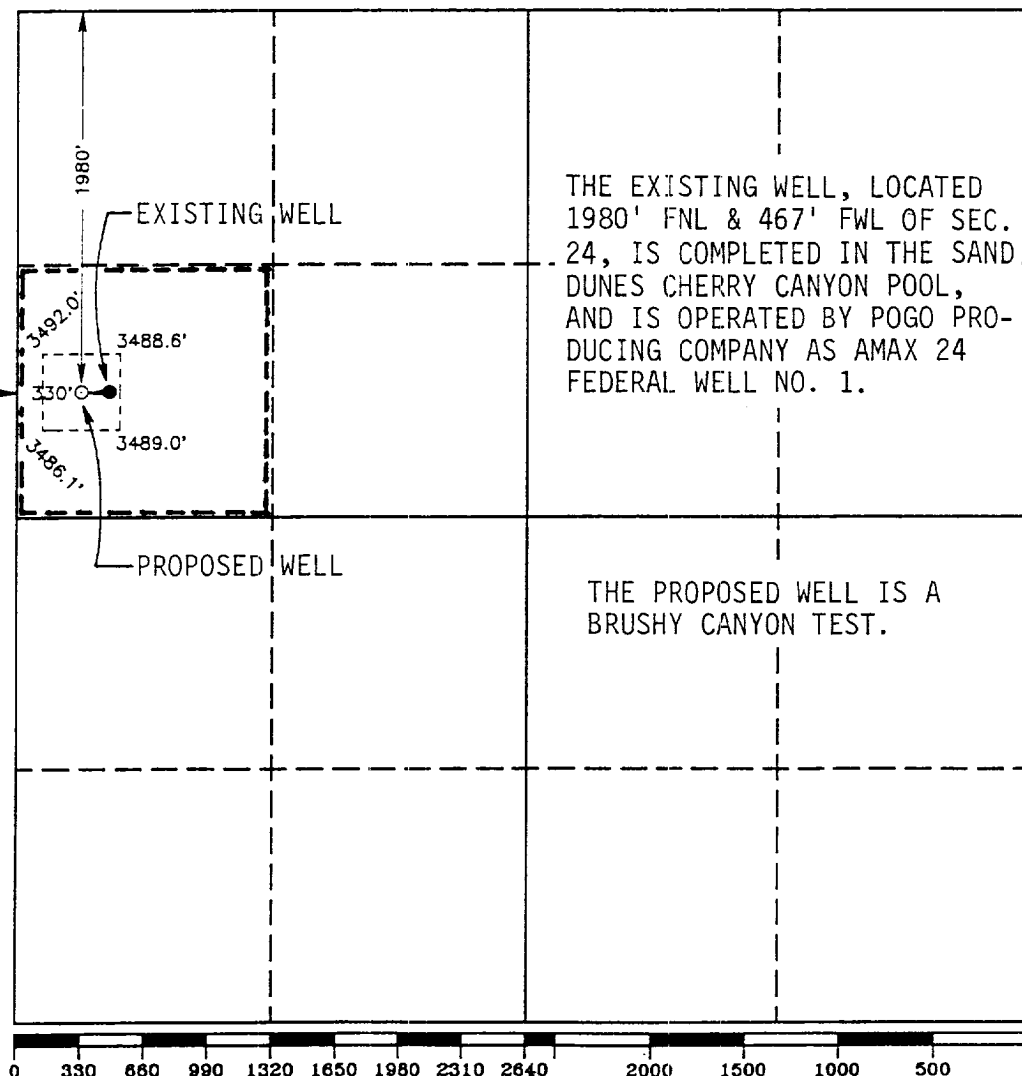 1980'
EXISTING WELL
THE EXISTING WELL, LOCATED
1980' FNL & 467' FWL OF SEC.
24, IS COMPLETED IN THE SAND
DUNES CHERRY CANYON POOL,
AND IS OPERATED BY POGO PRO-
DUCING COMPANY AS AMAX 24
FEDERAL WELL NO. 1.
3492.0'
3488.6'
330'
3489.0'
3486.1'
PROPOSED WELL
THE PROPOSED WELL IS A
BRUSHY CANYON TEST.
0 330 660 990 1320 1650 1980 2310 2640 2000 1500 1000 500